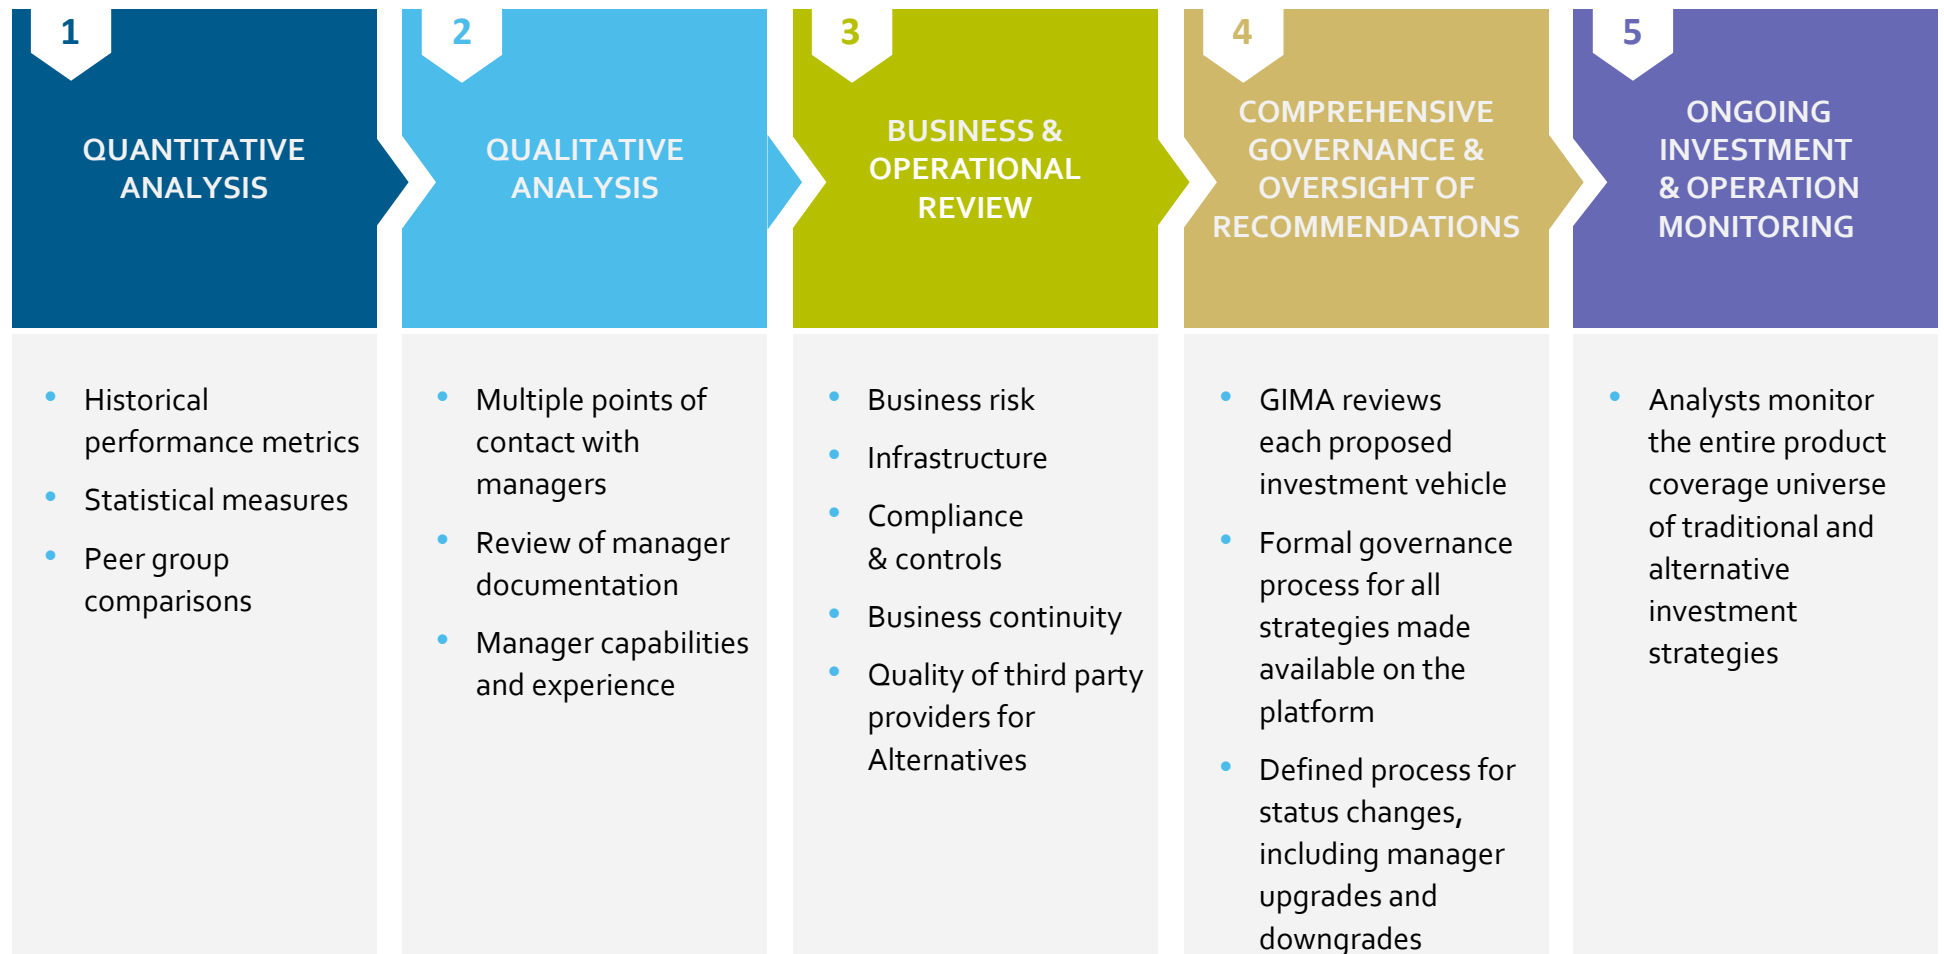 1
QUANTITATIVE
ANALYSIS
• Historical
performance metrics
• Statistical measures
• Peer group
comparisons
2
QUALITATIVE
ANALYSIS
• Multiple points of
contact with
managers
• Review of manager
documentation
• Manager capabilities
and experience
3
BUSINESS &
OPERATIONAL
REVIEW
• Business risk
• Infrastructure
• Compliance
& controls
• Business continuity
• Quality of third party
providers for
Alternatives
4
COMPREHENSIVE
GOVERNANCE &
OVERSIGHT OF
RECOMMENDATIONS
• GIMA reviews
each proposed
investment vehicle
• Formal governance
process for all
strategies made
available on the
platform
• Defined process for
status changes,
including manager
upgrades and
downgrades
5
ONGOING
INVESTMENT
& OPERATION
MONITORING
• Analysts monitor
the entire product
coverage universe
of traditional and
alternative
investment
strategies